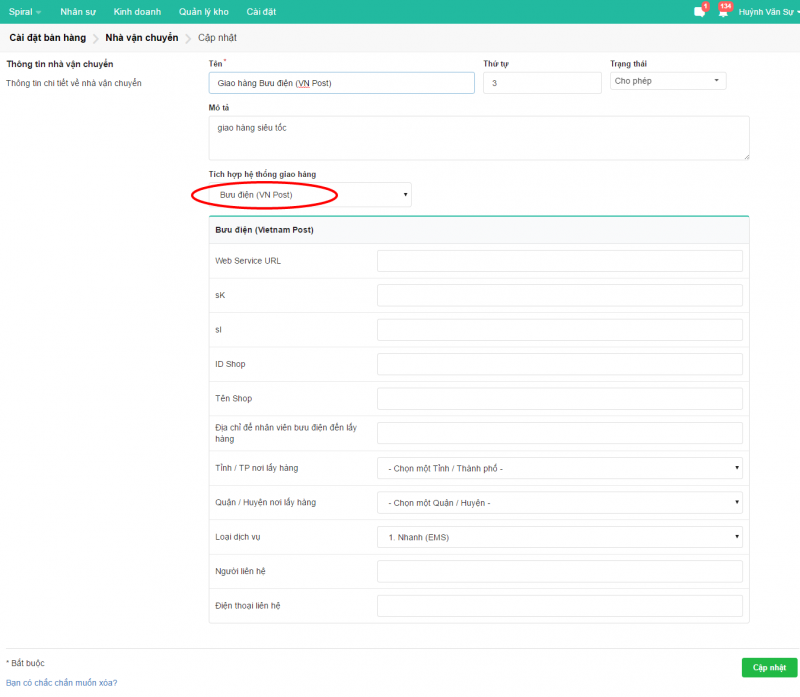 Spiral Nhân sự Kinh doanh Quản lý kho Cài đặt 1 134 Huỳnh Văn Sự
Cài đặt bán hàng Nhà vận chuyển Cập nhật
Thông tin nhà vận chuyển
Thông tin chi tiết về nhà vận chuyển
Tên * Thứ tự Trạng thái
Giao hàng Bưu điện (VN Post) 3 Cho phép
Mô tả
giao hàng siêu tốc
Tích hợp hệ thống giao hàng
Bưu điện (VN Post)
Bưu điện (Vietnam Post)
Web Service URL
sK
sI
ID Shop
Tên Shop
Địa chỉ để nhân viên bưu điện đến lấy
hàng
Tỉnh / TP nơi lấy hàng - Chọn một Tỉnh / Thành phố -
Quận / Huyện nơi lấy hàng - Chọn một Quận / Huyện -
Loại dịch vụ 1. Nhanh (EMS)
Người liên hệ
Điện thoại liên hệ
* Bắt buộc
Cập nhật
Bạn có chắc chắn muốn xóa?